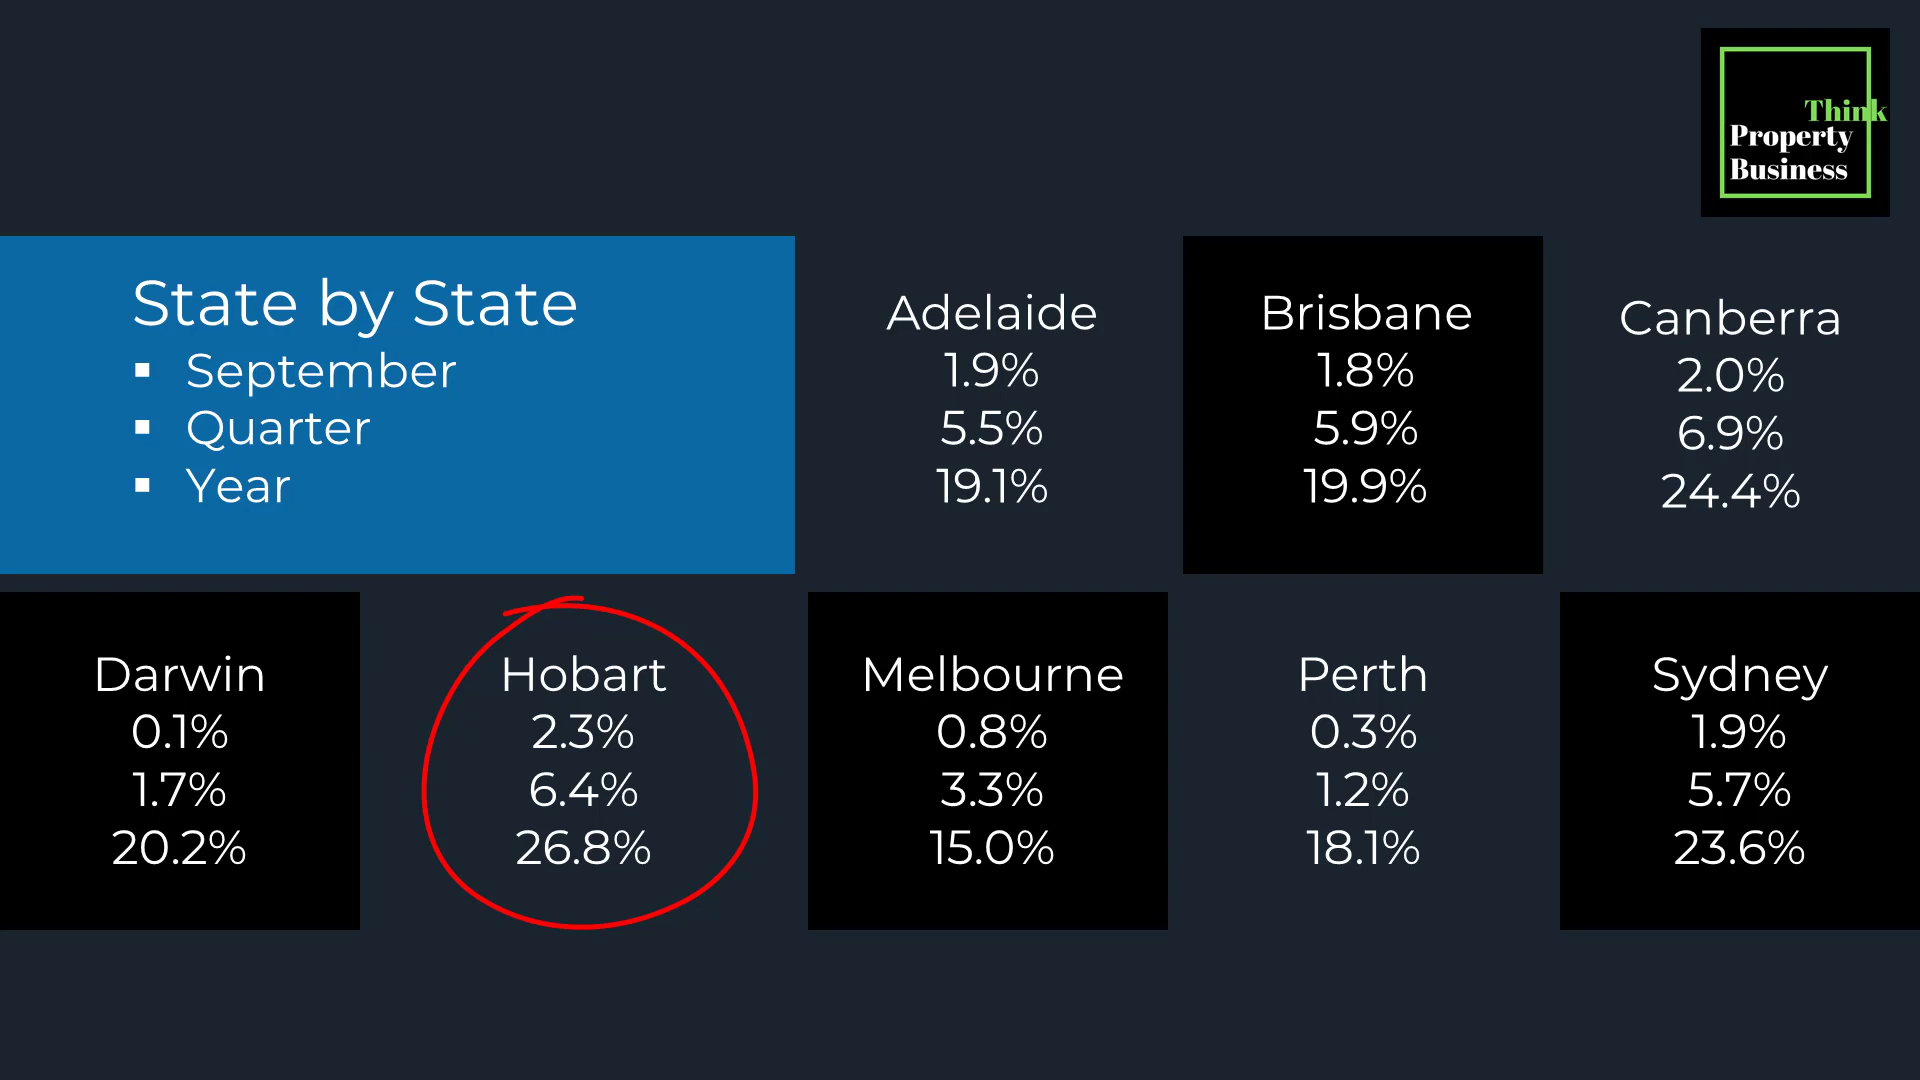 Think
Property
Business
State by State
▪ September
▪ Quarter
▪ Year
Adelaide
1.9%
5.5%
19.1%
Brisbane
1.8%
5.9%
19.9%
Canberra
2.0%
6.9%
24.4%
Darwin
0.1%
1.7%
20.2%
Hobart
2.3%
6.4%
26.8%
Melbourne
0.8%
3.3%
15.0%
Perth
0.3%
1.2%
18.1%
Sydney
1.9%
5.7%
23.6%